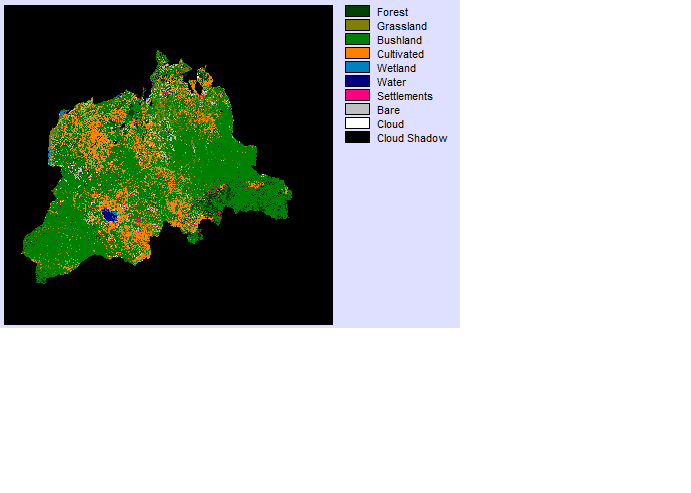 Forest
Grassland
Bushland
Cultivated
Wetland
Water
Settlements
Bare
Cloud
Cloud Shadow